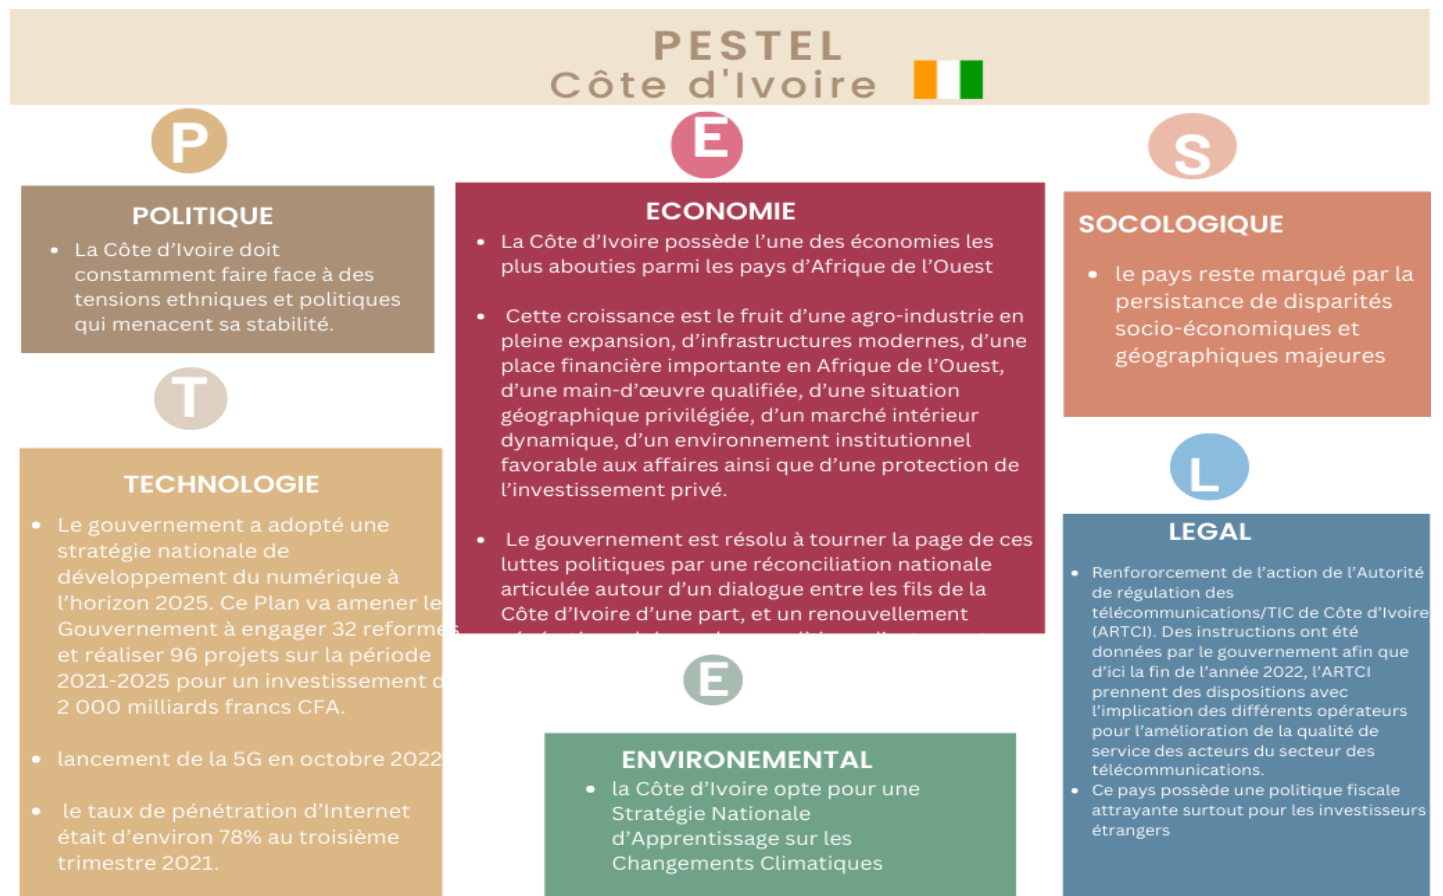 PESTEL
Côte d'Ivoire
P
POLITIQUE
• La Côte d'Ivoire doit
constamment faire face à des
tensions ethniques et politiques
qui menacent sa stabilité.
E
ECONOMIE
• La Côte d'Ivoire possède l'une des économies les
plus abouties parmi les pays d'Afrique de l'Ouest
• Cette croissance est le fruit d'une agro-industrie en
pleine expansion, d'infrastructures modernes, d'une
place financière importante en Afrique de l'Ouest,
d'une main-d'œuvre qualifiée, d'une situation
géographique privilégiée, d'un marché intérieur
dynamique, d'un environnement institutionnel
favorable aux affaires ainsi que d'une protection de
l'investissement privé.
• Le gouvernement est résolu à tourner la page de ces
luttes politiques par une réconciliation nationale
articulée autour d'un dialogue entre les fils de la
Côte d'Ivoire d'une part, et un renouvellement
S
SOCOLOGIQUE
• le pays reste marqué par la
persistance de disparités
socio-économiques et
géographiques majeures
T
TECHNOLOGIE
• Le gouvernement a adopté une
stratégie nationale de
développement du numérique à
l'horizon 2025. Ce Plan va amener le
Gouvernement à engager 32 reformes
et réaliser 96 projets sur la période
2021-2025 pour un investissement d
2 000 milliards francs CFA.
• lancement de la 5G en octobre 2022
• le taux de pénétration d'Internet
était d'environ 78% au troisième
trimestre 2021.
E
ENVIRONEMENTAL
• la Côte d'Ivoire opte pour une
Stratégie Nationale
d'Apprentissage sur les
Changements Climatiques
L
LEGAL
• Renfororcement de l'action de l'Autorité
de régulation des
télécommunications/TIC de Côte d'Ivoire
(ARTCI). Des instructions ont été
données par le gouvernement afin que
d'ici la fin de l'année 2022, l'ARTCI
prennent des dispositions avec
l'implication des différents opérateurs
pour l'amélioration de la qualité de
service des acteurs du secteur des
télécommunications.
• Ce pays possède une politique fiscale
attrayante surtout pour les investisseurs
étrangers